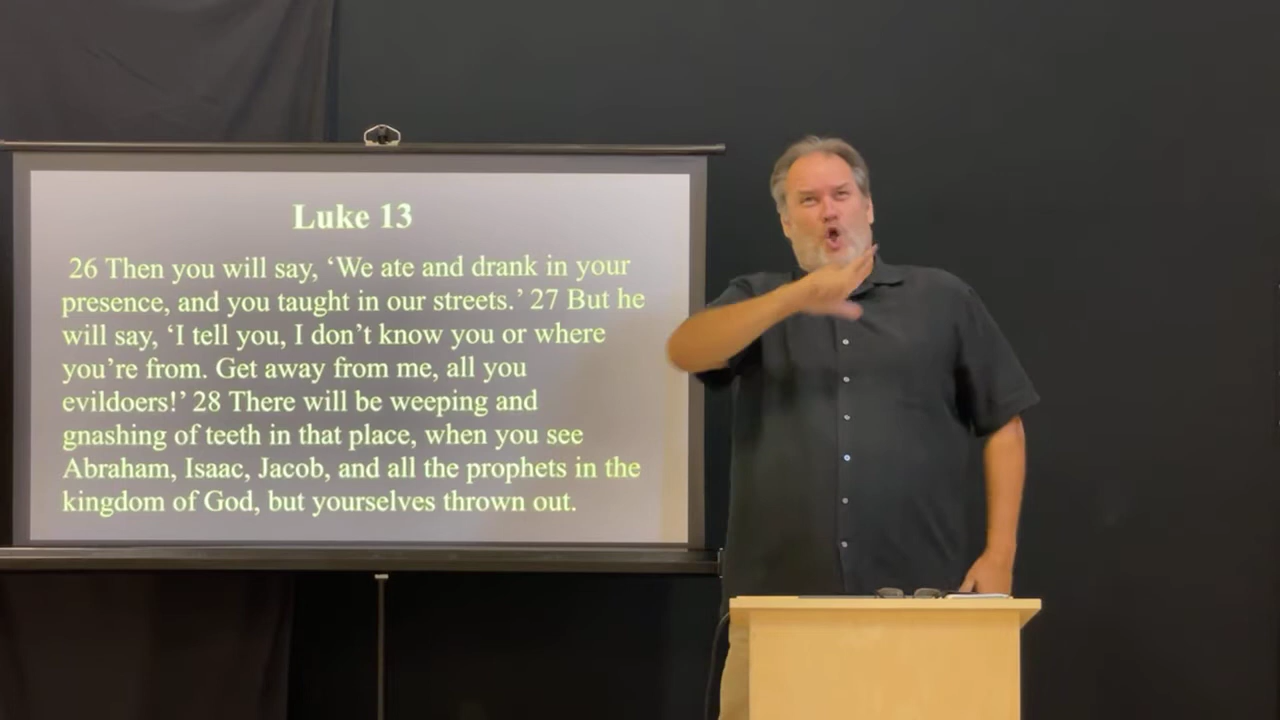 Luke 13
26 Then you will say, ‘We ate and drank in your
presence, and you taught in our streets.’ 27 But he
will say, ‘I tell you, I don’t know you or where
you’re from. Get away from me, all you
evildoers!’ 28 There will be weeping and
gnashing of teeth in that place, when you see
Abraham, Isaac, Jacob, and all the prophets in the
kingdom of God, but yourselves thrown out.